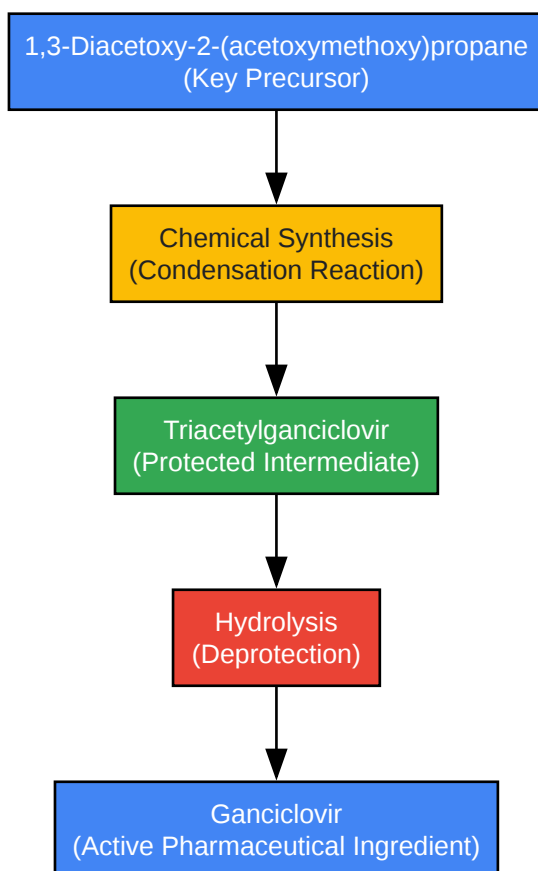 1,3-Diacetoxy-2-(acetoxymethoxy)propane
(Key Precursor)
Chemical Synthesis
(Condensation Reaction)
Triacetylganciclovir
(Protected Intermediate)
Hydrolysis
(Deprotection)
Ganciclovir
(Active Pharmaceutical Ingredient)